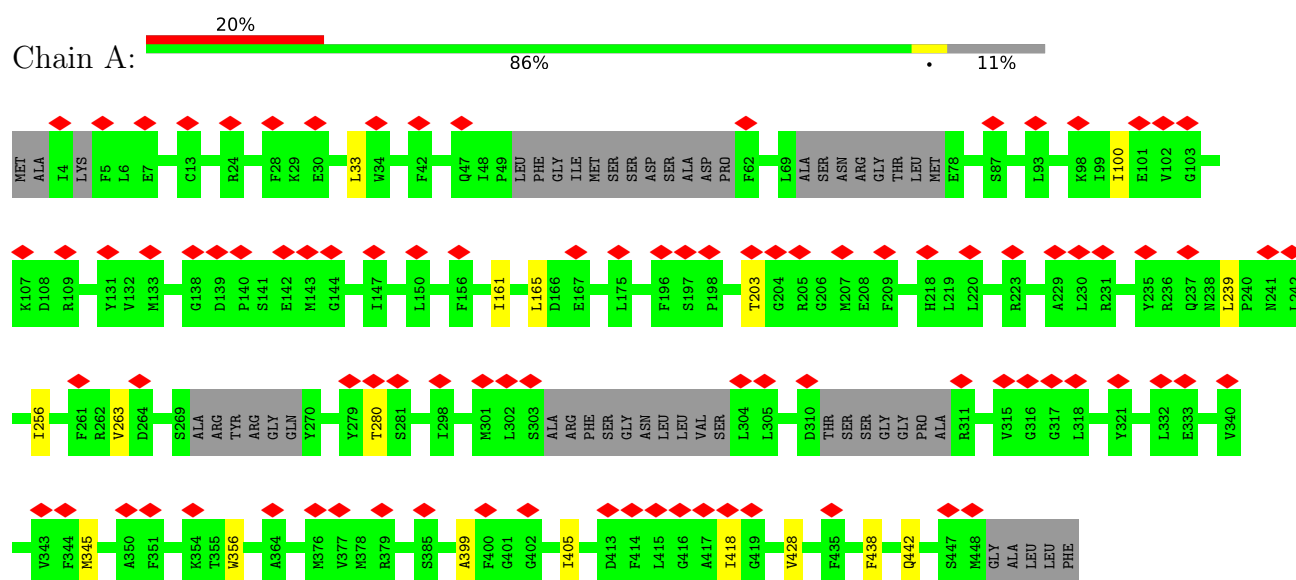 20%
Chain A:
86% • 11%
MET ALA I4 LYS F5 L6 E7 C13 R24 F28 K29 E30 L33 W34 F42 Q47 I48 P49 LEU PHE GLY ILE MET SER SER ASP SER ALA ASP PRO F62 L69 ALA SER ASN ARG GLY THR LEU MET E78 S87 L93 K98 I99 I100 E101 V102 G103
K107 D108 R109 Y131 V132 M133 G138 D139 P140 S141 E142 M143 G144 I147 L150 F156 I161 L165 D166 E167 L175 F196 S197 P198 T203 G204 R205 G206 M207 E208 F209 H218 L219 L220 R223 A229 L230 R231 Y235 R236 Q237 N238 L239 P240 N241 L242
I256 F261 R262 V263 D264 S269 ALA ARG TYR ARG GLY GLN Y270 Y279 T280 S281 I298 M301 L302 S303 ALA ARG PHE SER GLY ASN LEU LEU VAL SER L304 L305 D310 THR SER SER GLY GLY PRO ALA R311 V315 G316 G317 L318 Y321 L332 E333 V340
V343 F344 M345 A350 F351 K354 T355 W356 A364 M376 V377 M378 R379 S385 A399 F400 G401 G402 I405 D413 F414 L415 G416 A417 I418 G419 V428 F435 F438 Q442 S447 M448 GLY ALA LEU LEU PHE